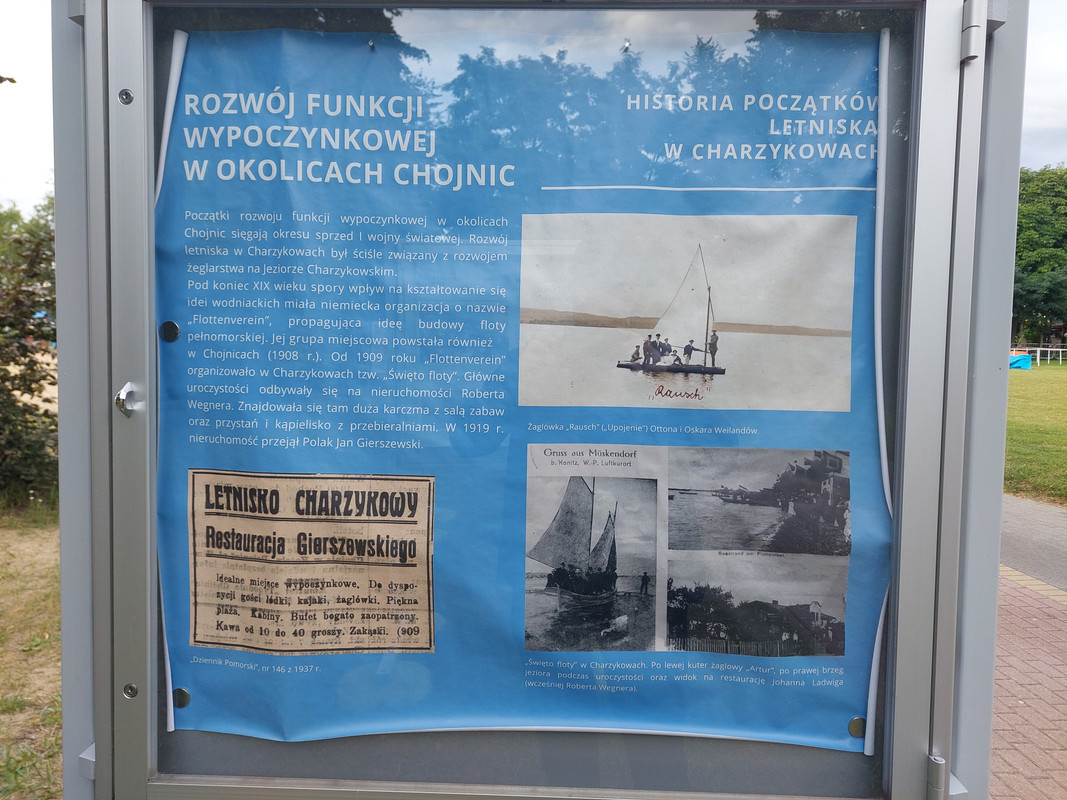 ROZWÓJ FUNKCJI
WYPOCZYNKOWEJ
W OKOLICACH CHOJNIC
HISTORIA POCZĄTKÓW
LETNISKA
W CHARZYKOWACH
Początki rozwoju funkcji wypoczynkowej w okolicach
Chojnic sięgają okresu sprzed I wojny światowej. Rozwój
letniska w Charzykowach był ściśle związany z rozwojem
żeglarstwa na Jeziorze Charzykowskim.
Pod koniec XIX wieku spory wpływ na kształtowanie się
idei wodniackich miała niemiecka organizacja o nazwie
„Flottenverein”, propagująca ideę budowy floty
pełnomorskiej. Jej grupa miejscowa powstała również
w Chojnicach (1908 r.). Od 1909 roku „Flottenverein”
organizowało w Charzykowach tzw. „Święto floty”. Główne
uroczystości odbywały się na nieruchomości Roberta
Wegnera. Znajdowała się tam duża karczma z salą zabaw
oraz przystań i kąpielisko z przebieralniami. W 1919 r.
nieruchomość przejął Polak Jan Gierszewski.
LETNISKO CHARZYKOWY
Restauracja Gierszewskiego
Idealne miejsce wypoczynkowe. Do dyspo-
zycji gości łódki, kajaki, żaglówki. Piękna
plaża. Kabiny. Bufet bogato zaopatrzony.
Kawa od 10 do 40 groszy. Zakąski. (909
„Dziennik Pomorski”, nr 146 z 1937 r.
„Rausch”
Żaglówka „Rausch” („Upojenie”) Ottona i Oskara Weilandów.
Gruss aus Müskendorf
b. Konitz, W.-P. Luftkurort
„Święto floty” w Charzykowach. Po lewej kuter żaglowy „Artur”, po prawej brzeg
jeziora podczas uroczystości oraz widok na restaurację Johanna Ladwiga
(wcześniej Roberta Wegnera).